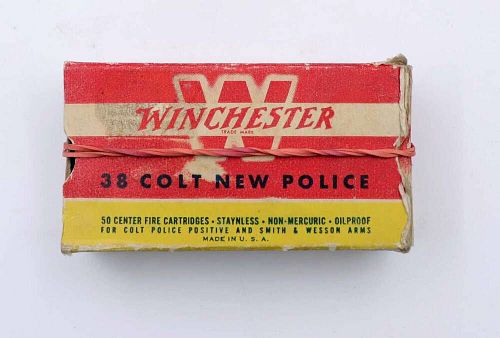 W
WINCHESTER
TRADE MARK
38 COLT NEW POLICE
50 CENTER FIRE CARTRIDGES • STAYNLESS • NON-MERCURIC • OILPROOF
FOR COLT POLICE POSITIVE AND SMITH & WESSON ARMS
MADE IN U. S. A.